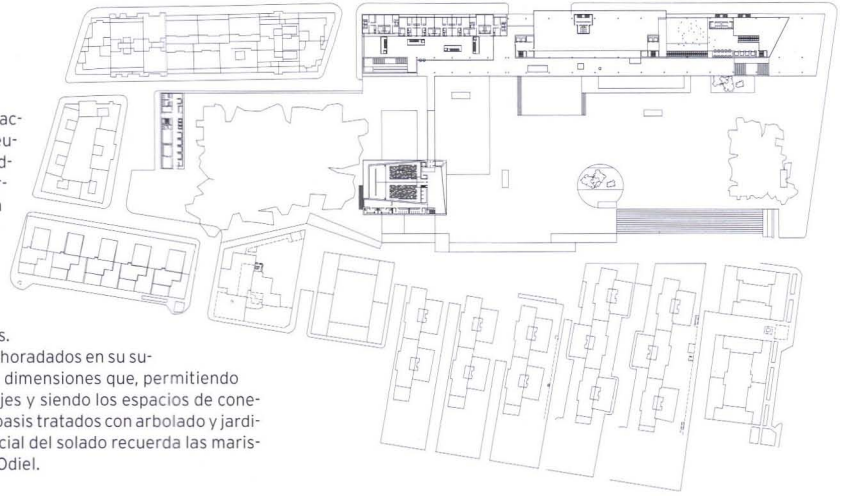 ac-
eu-
d-
r-
s.
horadados en su su-
dimensiones que, permitiendo
jes y siendo los espacios de cone-
oasis tratados con arbolado y jardi-
cial del solado recuerda las maris-
Odiel.